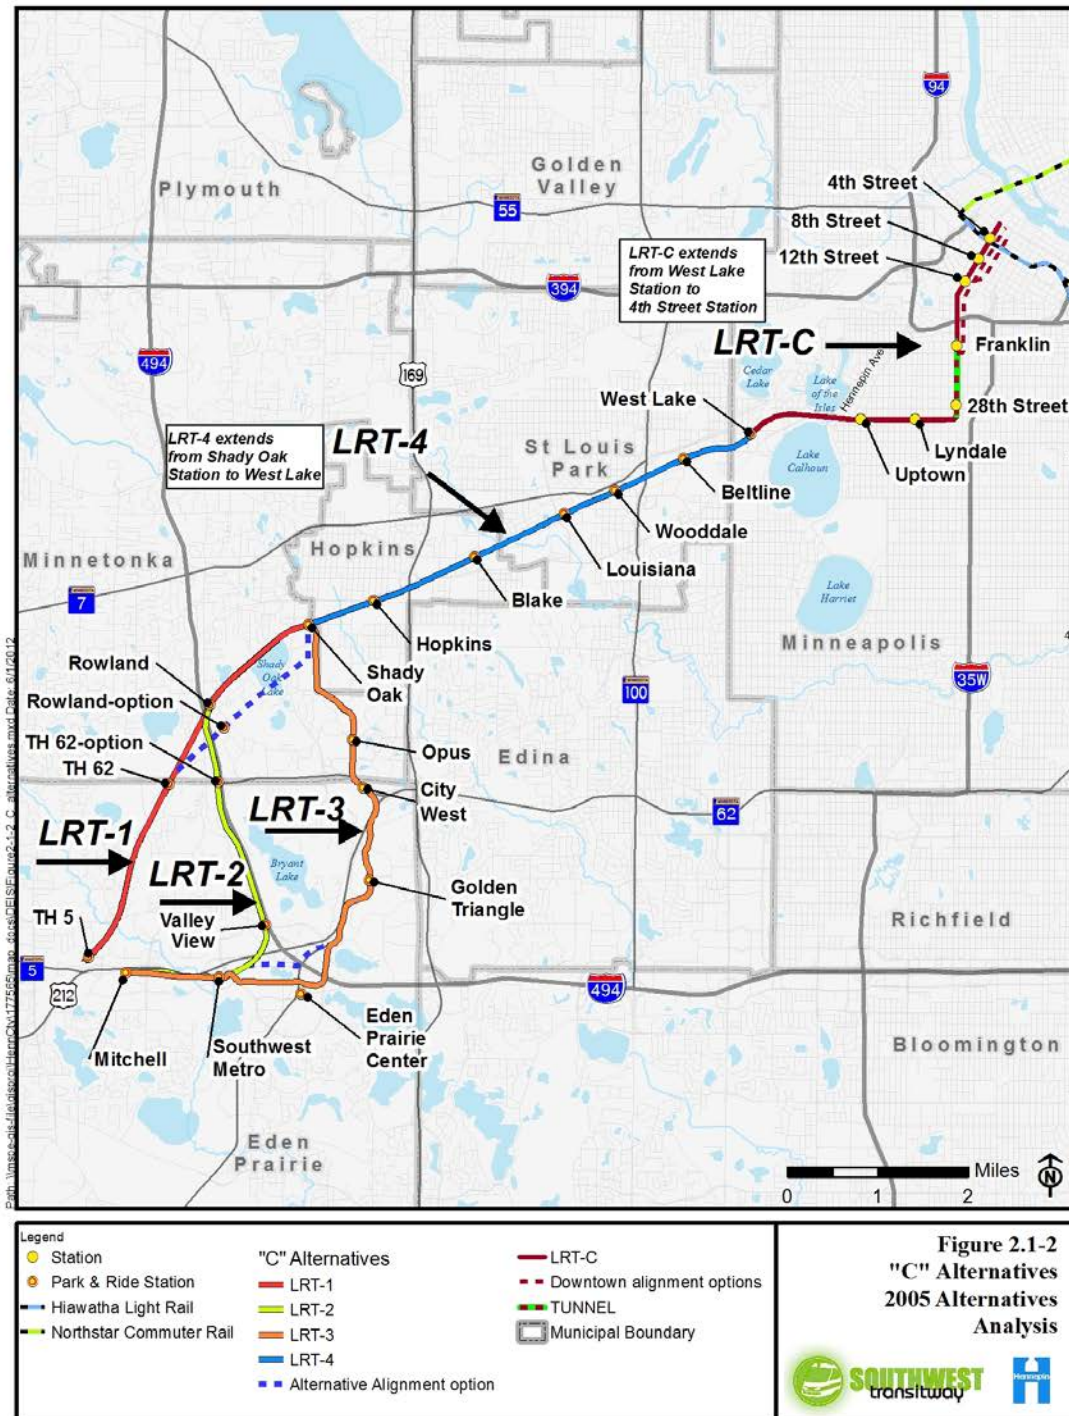 94
Golden
Valley
Plymouth
55
4th Street
8th Street
12th Street
LRT-C extends
from West Lake
Station to
4th Street Station
394
LRT-C
Franklin
494
169
Cedar
Lake
Lake
of the
Isles
Hennepin Ave
West Lake
28th Street
LRT-4 extends
from Shady Oak
Station to West Lake
LRT-4
St Louis
Park
Lake
Calhoun
Lyndale
Uptown
Beltline
Wooddale
Minnetonka
Hopkins
Louisiana
7
Blake
Lake
Harriet
Hopkins
Minneapolis
4
Rowland
Shady
Oak
Lake
Shady
Oak
35W
Rowland-option
100
TH 62-option
Opus
Edina
TH 62
City
West
62
LRT-3
LRT-1
Bryant
Lake
LRT-2
Golden
Triangle
TH 5
Valley
View
Richfield
5
212
494
Eden
Prairie
Center
Mitchell
Southwest
Metro
Bloomington
Eden
Prairie
Miles
0 1 2
N
Legend
Station
Park & Ride Station
Hiawatha Light Rail
Northstar Commuter Rail
"C" Alternatives
LRT-1
LRT-2
LRT-3
LRT-4
Alternative Alignment option
LRT-C
Downtown alignment options
TUNNEL
Municipal Boundary
Figure 2.1-2
"C" Alternatives
2005 Alternatives
Analysis
SOUTHWEST
transitway
Hennepin